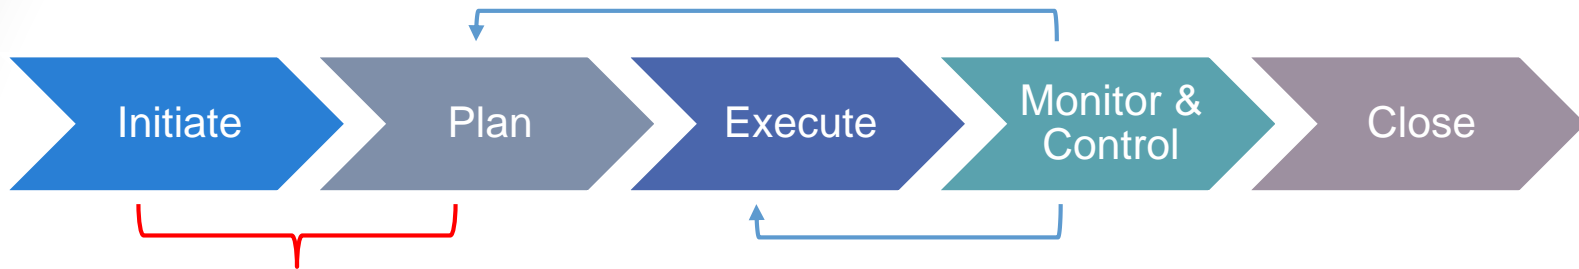 Initiate
Plan
Execute
Monitor &
Control
Close